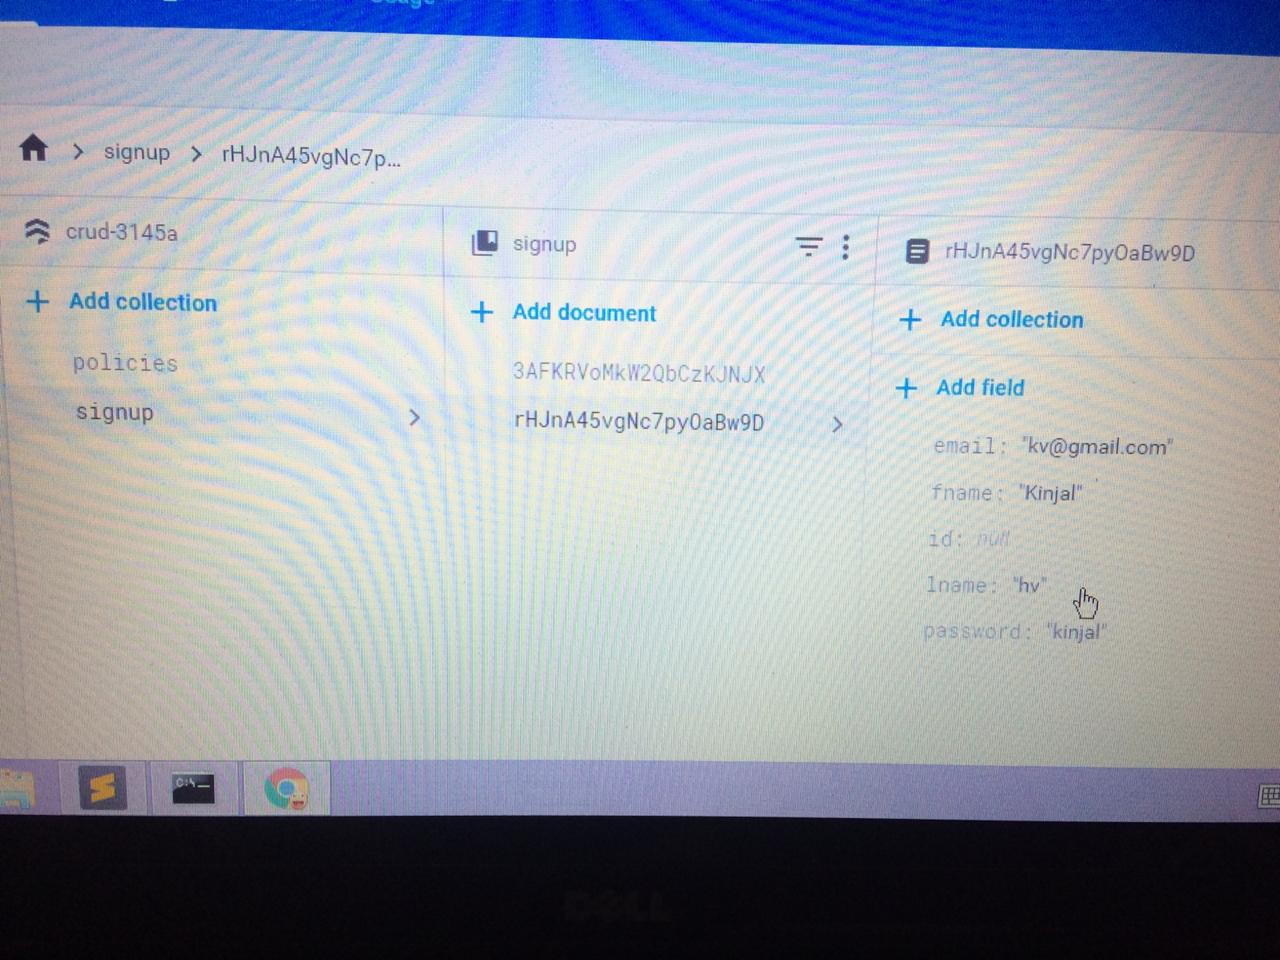 signup
rHJnA45vgNc7p...
crud-3145a
Add collection
policies
signup
signup
Add document
3AFKRVoMkW2QbCzKJNJX
rHJnA45vgNc7pyOaBw9D
rHJnA45vgNc7pyOaBw9D
Add collection
Add field
email: "kv@gmail.com"
fname: "Kinjal"
id: null
lname: "hv"
password: "kinjal"
C:\
DELL